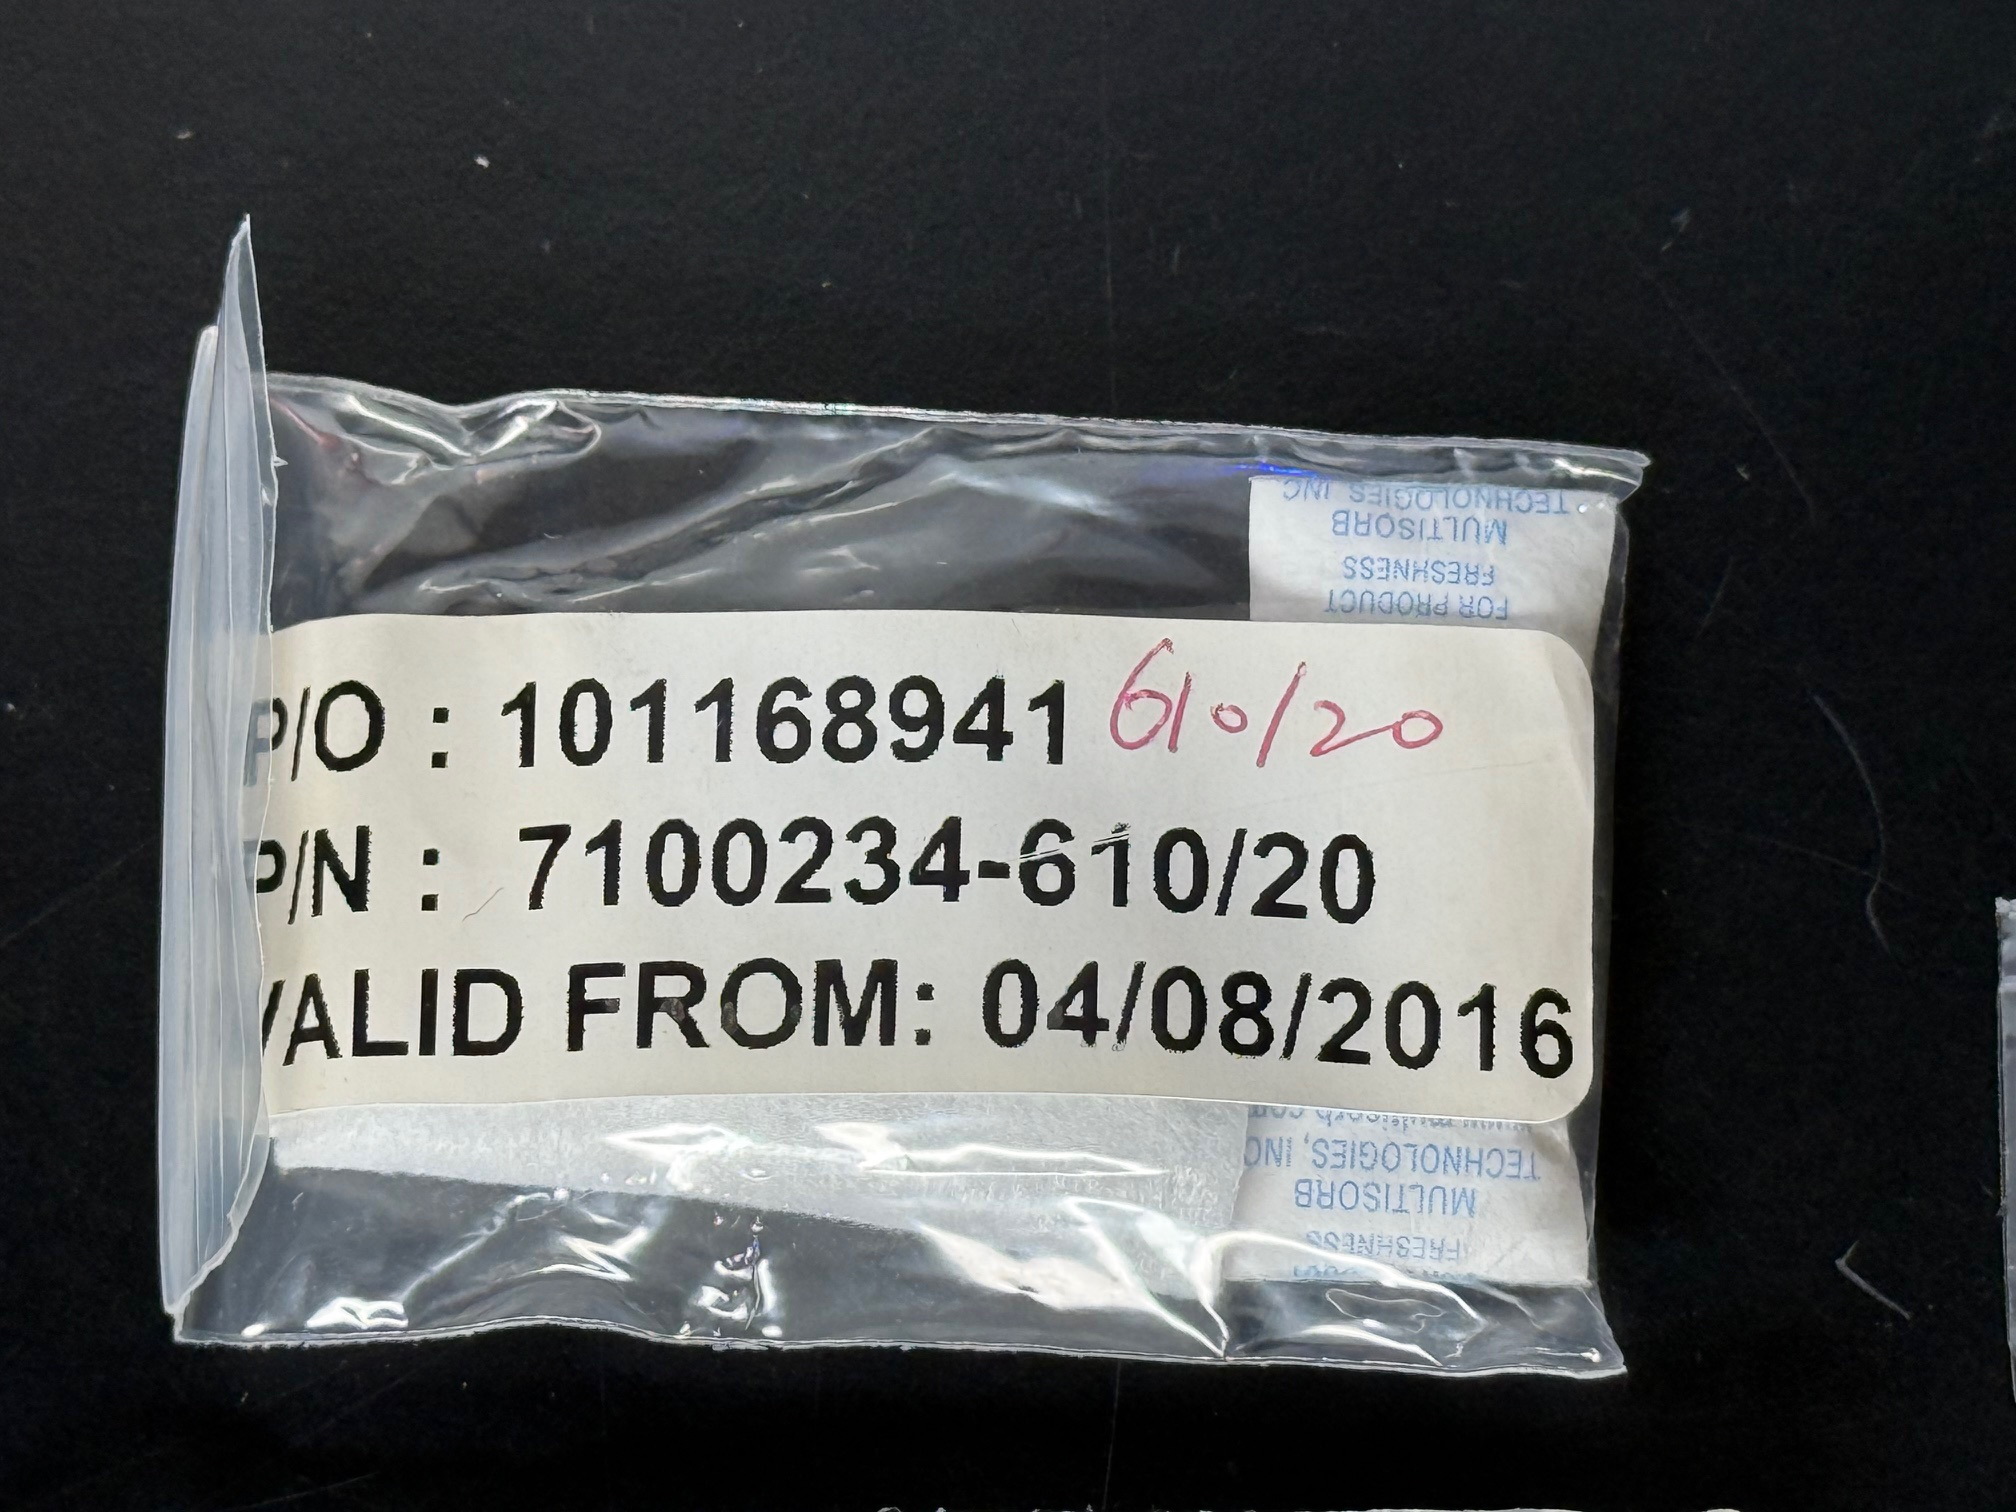 TECHNOLOGIES, INC
MULTISORB
FRESHNESS
FOR PRODUCT
P/O : 101168941 610/20
P/N : 7100234-610/20
VALID FROM: 04/08/2016
TECHNOLOGIES, INC
MULTISORB
FRESHNESS